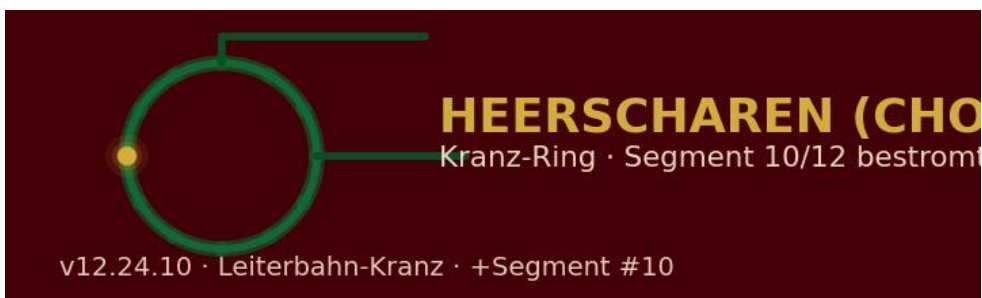 HEERSCHAREN (CHO
Kranz-Ring · Segment 10/12 bestromt
v12.24.10 · Leiterbahn-Kranz · +Segment #10